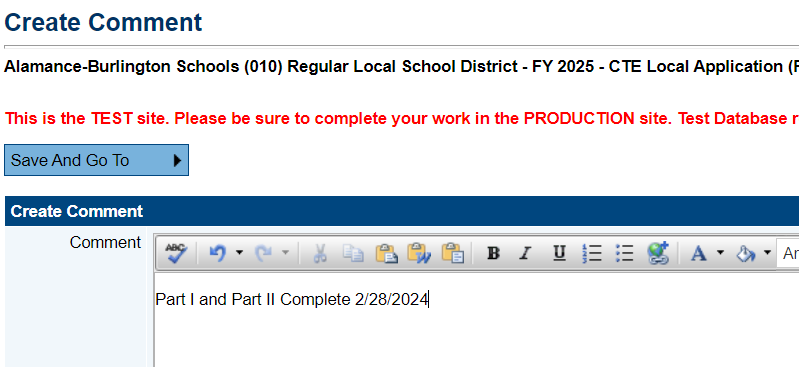 Create Comment
Alamance-Burlington Schools (010) Regular Local School District - FY 2025 - CTE Local Application (
This is the TEST site. Please be sure to complete your work in the PRODUCTION site. Test Database
Save And Go To
Create Comment
Comment
ABC
B I U
A
Part I and Part II Complete 2/28/2024